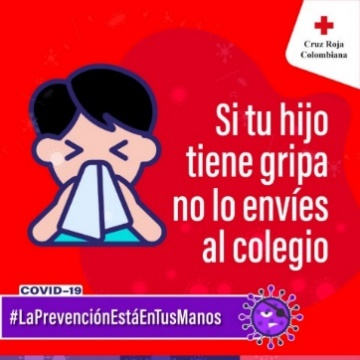 Cruz Roja
Colombiana
Si tu hijo
tiene gripa
no lo envíes
al colegio
COVID-19
#LaPrevenciónEstáEnTusManos